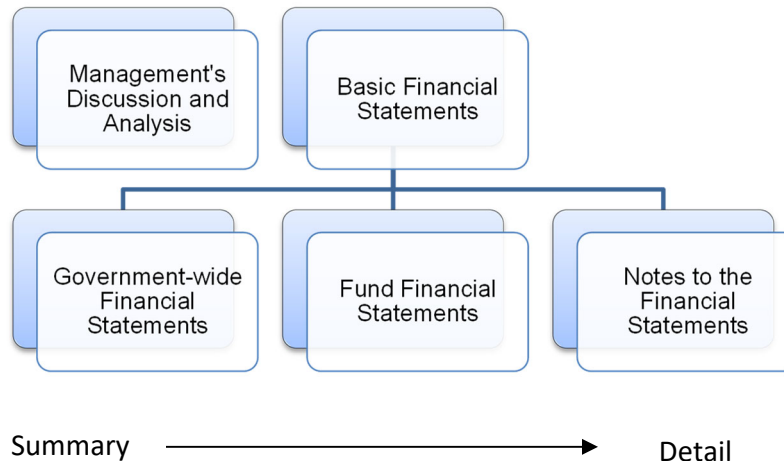 Management's
Discussion and
Analysis
Basic Financial
Statements
Government-wide
Financial
Statements
Fund Financial
Statements
Notes to the
Financial
Statements
Summary
Detail